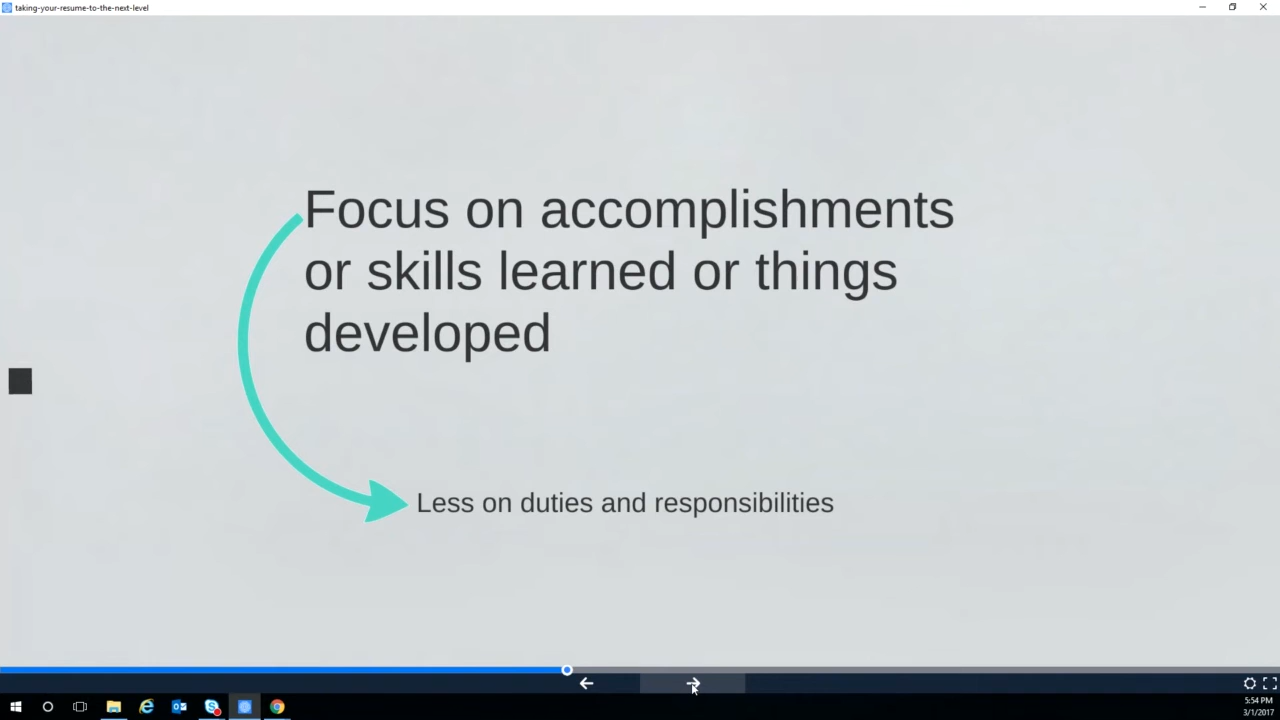 taking-your-resume-to-the-next-level
Focus on accomplishments
or skills learned or things
developed
Less on duties and responsibilities
5:54 PM
3/1/2017